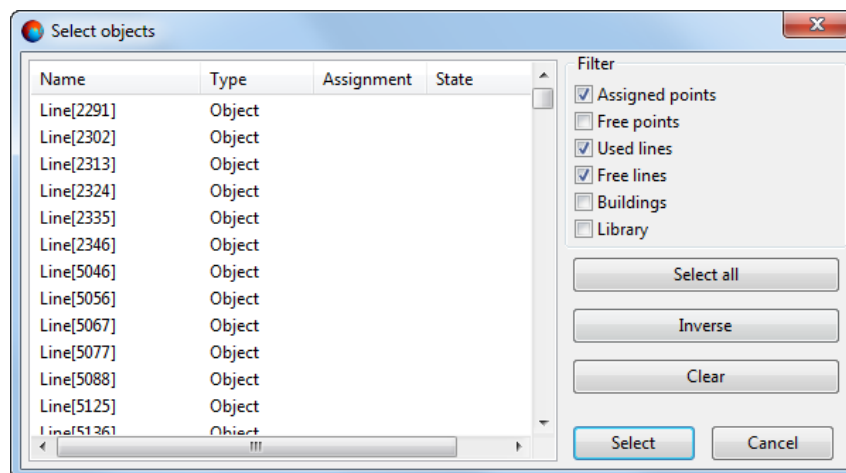 Select objects
Name Type Assignment State
Line[2291] Object
Line[2302] Object
Line[2313] Object
Line[2324] Object
Line[2335] Object
Line[2346] Object
Line[5046] Object
Line[5056] Object
Line[5067] Object
Line[5077] Object
Line[5088] Object
Line[5125] Object
Line[5136] Object
Filter
Assigned points
Free points
Used lines
Free lines
Buildings
Library
Select all
Inverse
Clear
Select Cancel